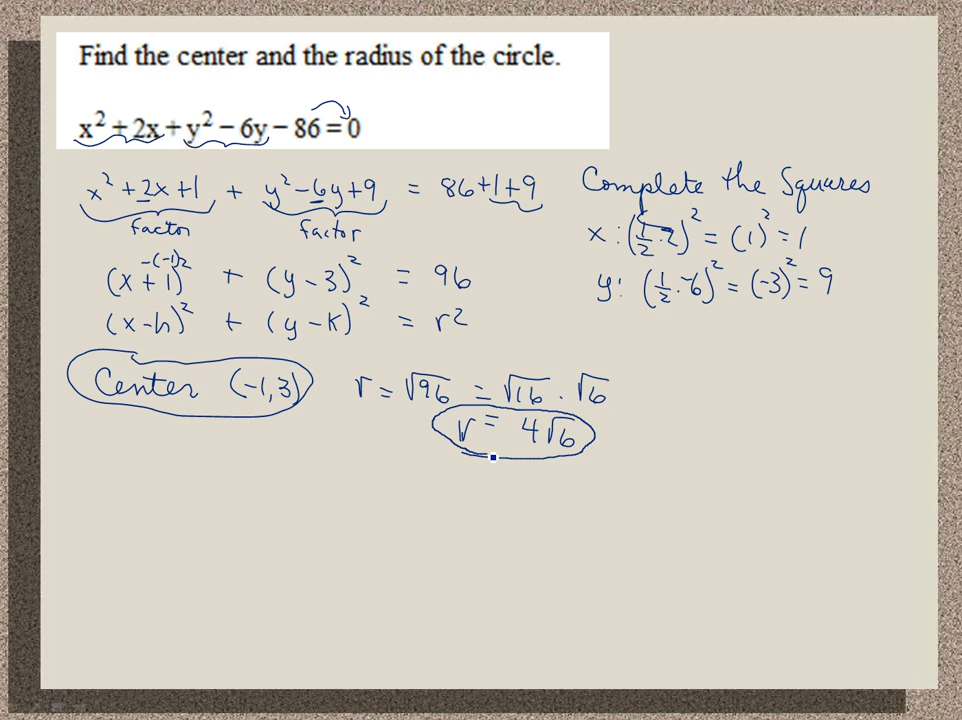 Find the center and the radius of the circle.
x² + 2x + y² − 6y − 86 = 0
x² + 2x + 1 + y² − 6y + 9 = 86 + 1 + 9
factor factor
Complete the Squares
x: (1/2 · 2)² = (1)² = 1
y: (1/2 · -6)² = (-3)² = 9
-(-1)
(x + 1)² + (y − 3)² = 96
(x − h)² + (y − k)² = r²
Center (-1,3)
r = √96 = √16 · √6
r = 4√6